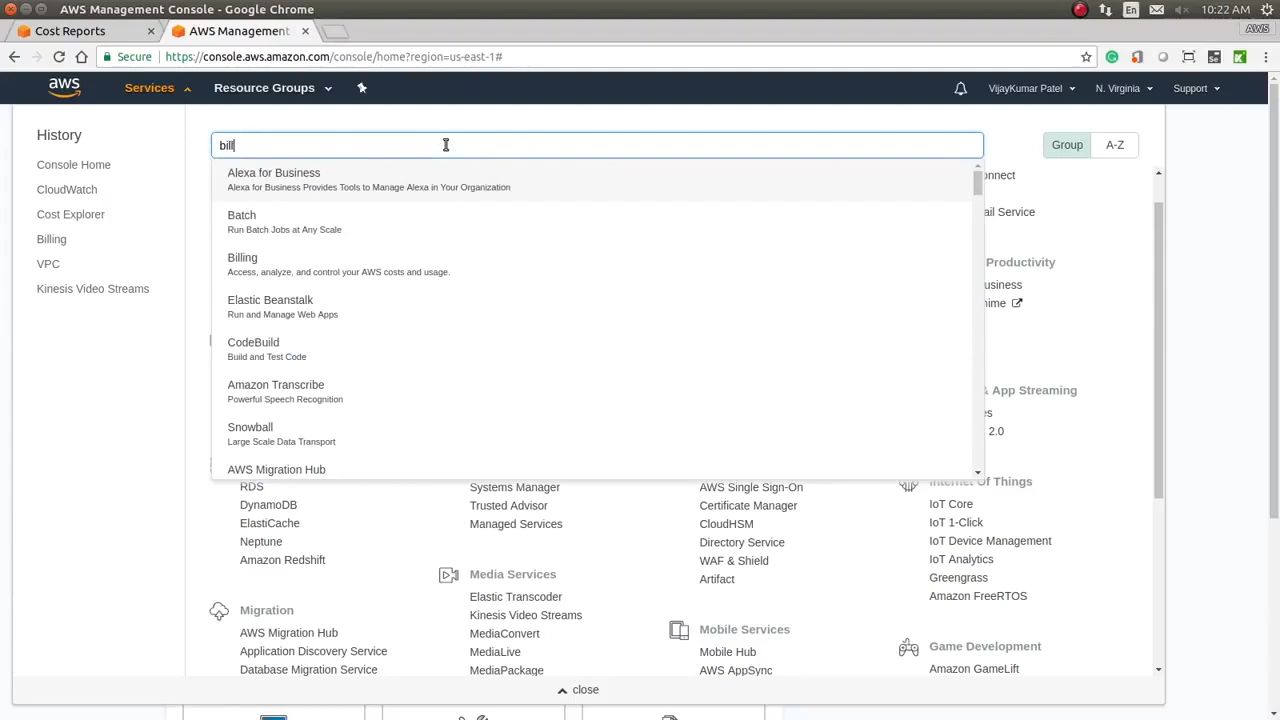 AWS Management Console - Google Chrome
En
10:22 AM
Cost Reports
AWS Management
AWS
Secure
https://console.aws.amazon.com/console/home?region=us-east-1#
aws
Services
Resource Groups
VijayKumar Patel
N. Virginia
Support
History
Console Home
CloudWatch
Cost Explorer
Billing
VPC
Kinesis Video Streams
bill
Group
A-Z
Alexa for Business
Alexa for Business Provides Tools to Manage Alexa in Your Organization
Batch
Run Batch Jobs at Any Scale
Billing
Access, analyze, and control your AWS costs and usage.
Elastic Beanstalk
Run and Manage Web Apps
CodeBuild
Build and Test Code
Amazon Transcribe
Powerful Speech Recognition
Snowball
Large Scale Data Transport
AWS Migration Hub
RDS
DynamoDB
ElastiCache
Neptune
Amazon Redshift
Migration
AWS Migration Hub
Application Discovery Service
Database Migration Service
Systems Manager
Trusted Advisor
Managed Services
Media Services
Elastic Transcoder
Kinesis Video Streams
MediaConvert
MediaLive
MediaPackage
AWS Single Sign-On
Certificate Manager
CloudHSM
Directory Service
WAF & Shield
Artifact
Mobile Services
Mobile Hub
AWS AppSync
onnect
ail Service
Productivity
usiness
hime
& App Streaming
es
2.0
Internet Of Things
IoT Core
IoT 1-Click
IoT Device Management
IoT Analytics
Greengrass
Amazon FreeRTOS
Game Development
Amazon GameLift
close